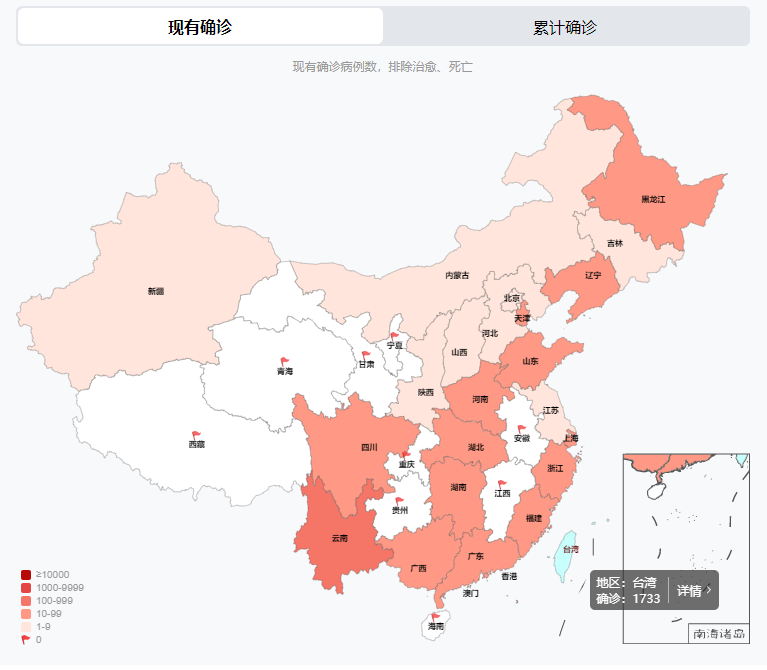 现有确诊
累计确诊
现有确诊病例数，排除治愈、死亡
黑龙江
吉林
辽宁
内蒙古
新疆
北京
天津
河北
宁夏
山西
山东
甘肃
青海
陕西
河南
江苏
安徽
上海
西藏
四川
重庆
湖北
浙江
湖南
江西
贵州
福建
云南
广西
广东
台湾
香港
澳门
海南
地区：台湾
确诊：1733
详情 >
≥10000
1000-9999
100-999
10-99
1-9
0
南海诸岛